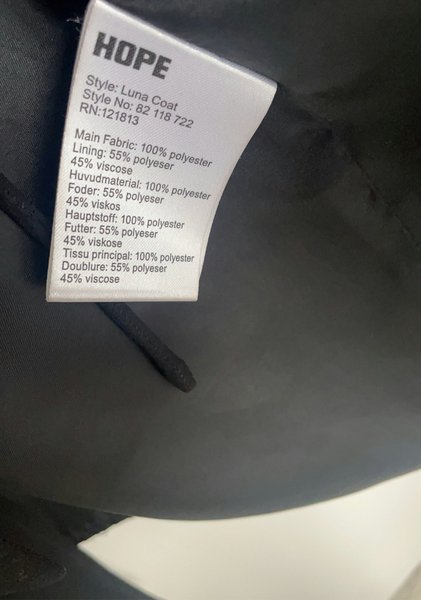 HOPE
Style: Luna Coat
Style No: 82 118 722
RN:121813
Main Fabric: 100% polyester
Lining: 55% polyeser
45% viscose
Huvudmaterial: 100% polyester
Foder: 55% polyeser
45% viskos
Hauptstoff: 100% polyester
Futter: 55% polyeser
45% viskose
Tissu principal: 100% polyester
Doublure: 55% polyeser
45% viscose